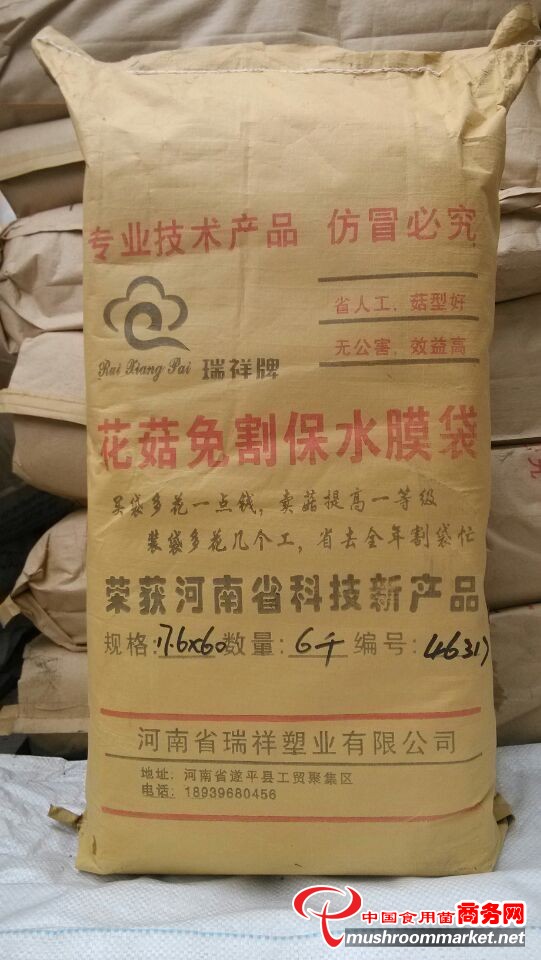 专业技术产品 仿冒必究
省人工，菇型好
无公害，效益高
Rui Xiang Pai 瑞祥牌
花菇免割保水膜袋
买袋多花一点钱，卖菇提高一等级
装袋多花几个工，省去全年割袋忙
荣获河南省科技新产品
规格：17.6×60 数量：6千 编号：46317
河南省瑞祥塑业有限公司
地址：河南省遂平县工贸聚集区
电话：18939680456
中国食用菌商务网
mushroommarket.net